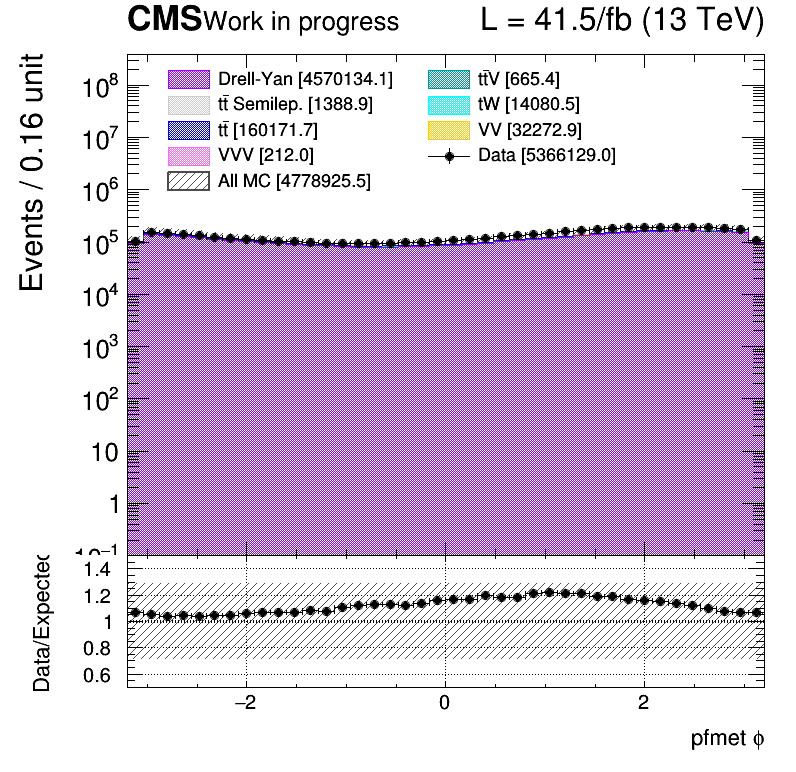 CMS Work in progress L = 41.5/fb (13 TeV)
Events / 0.16 unit
Drell-Yan [4570134.1]
tt̄ Semilep. [1388.9]
tt̄ [160171.7]
VVV [212.0]
All MC [4778925.5]
tt̄V [665.4]
tW [14080.5]
VV [32272.9]
Data [5366129.0]
10⁸
10⁷
10⁶
10⁵
10⁴
10³
10²
10
1
10⁻¹
Data/Expected
1.4
1.2
1
0.8
0.6
−2 0 2
pfmet ϕ